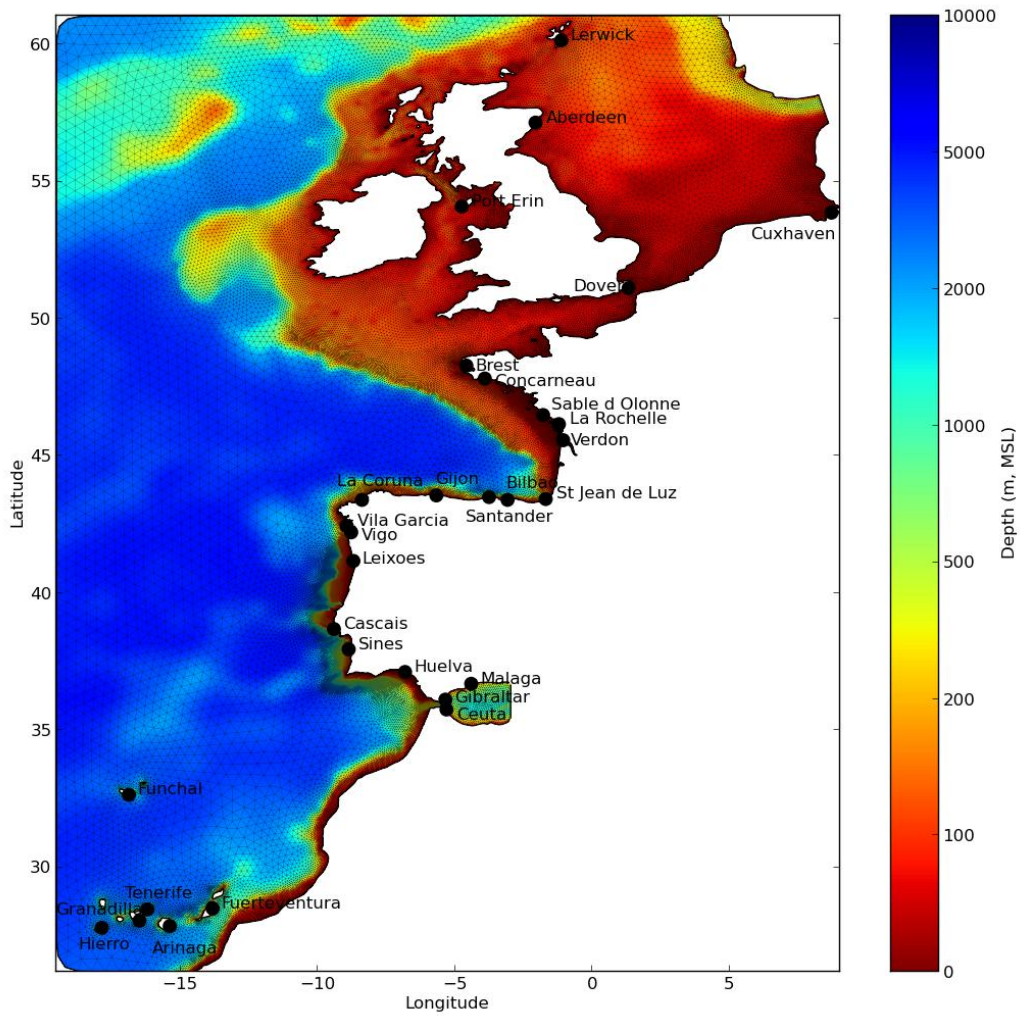 60
Lerwick
Aberdeen
55
Port Erin
Cuxhaven
Dover
50
Brest
Concarneau
Sable d Olonne
La Rochelle
45
Verdon
La Coruna
Gijon
Bilbao
St Jean de Luz
Santander
Vila Garcia
Vigo
Leixoes
40
Cascais
Sines
Huelva
Malaga
Gibraltar
Ceuta
35
Funchal
30
Tenerife
Granadilla
Fuerteventura
Hierro
Arinaga
−15
−10
−5
0
5
Longitude
Latitude
10000
5000
2000
1000
500
200
100
0
Depth (m, MSL)